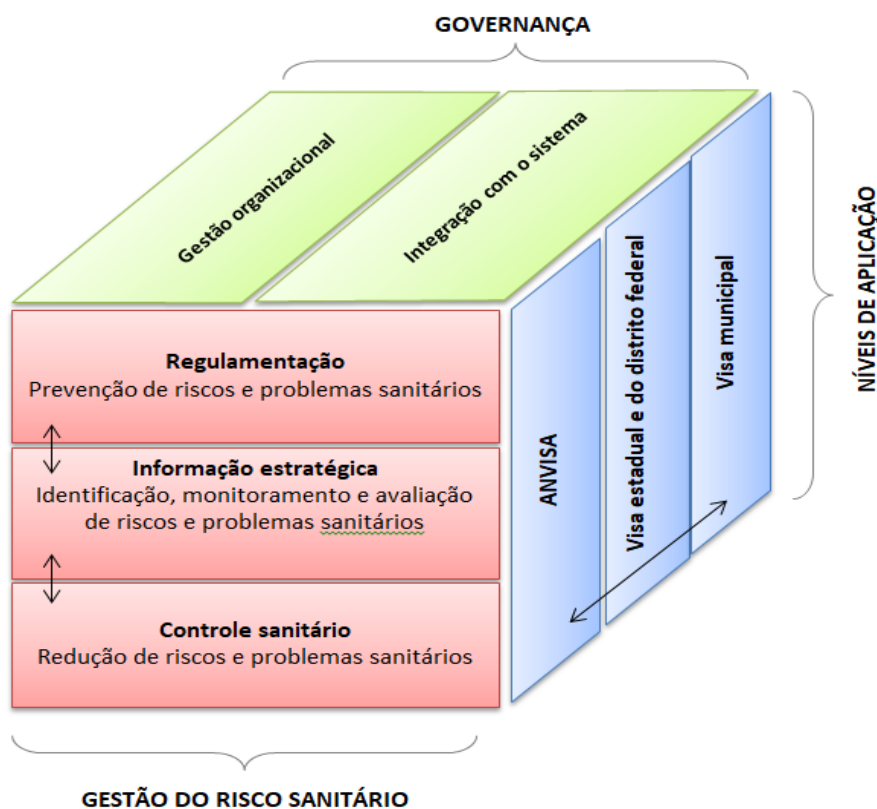 GOVERNANÇA
Gestão organizacional
Integração com o sistema
Regulamentação
Prevenção de riscos e problemas sanitários
Informação estratégica
Identificação, monitoramento e avaliação
de riscos e problemas sanitários
Controle sanitário
Redução de riscos e problemas sanitários
ANVISA
Visa estadual e do distrito federal
Visa municipal
NÍVEIS DE APLICAÇÃO
GESTÃO DO RISCO SANITÁRIO